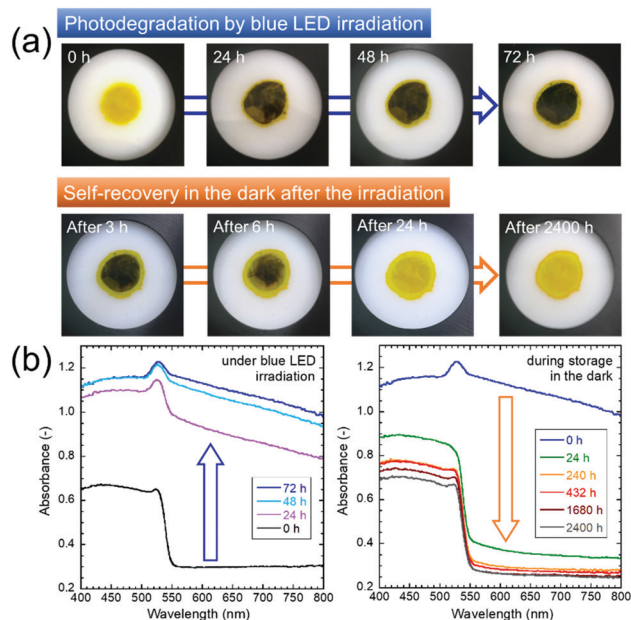 (a)
Photodegradation by blue LED irradiation
0 h
24 h
48 h
72 h
Self-recovery in the dark after the irradiation
After 3 h
After 6 h
After 24 h
After 2400 h
(b)
under blue LED
irradiation
Absorbance (-)
1.2
1.0
0.8
0.6
0.4
0.2
72 h
48 h
24 h
0 h
400 450 500 550 600 650 700 750 800
Wavelength (nm)
during storage
in the dark
Absorbance (-)
1.2
1.0
0.8
0.6
0.4
0.2
0 h
24 h
240 h
432 h
1680 h
2400 h
400 450 500 550 600 650 700 750 800
Wavelength (nm)